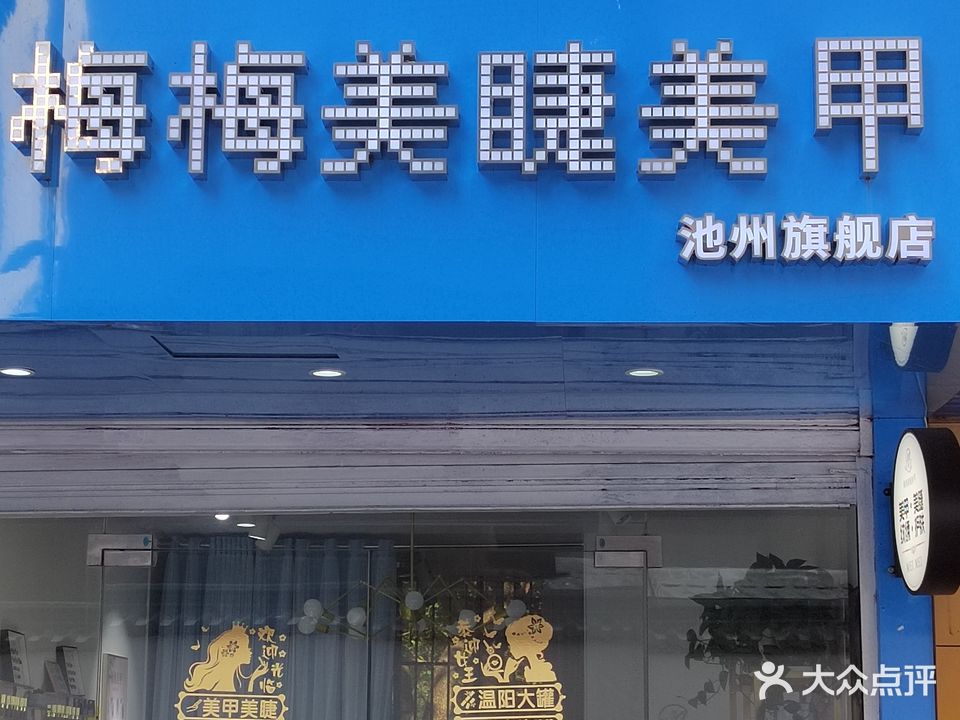 梅梅美睫美甲
池州旗舰店
欢迎光临
美甲美睫
温阳大罐
大众点评